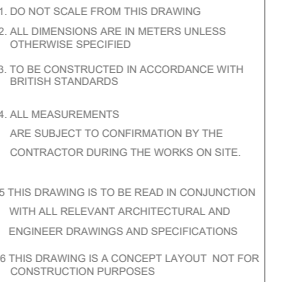 1. DO NOT SCALE FROM THIS DRAWING
2. ALL DIMENSIONS ARE IN METERS UNLESS
OTHERWISE SPECIFIED
3. TO BE CONSTRUCTED IN ACCORDANCE WITH
BRITISH STANDARDS
4. ALL MEASUREMENTS
ARE SUBJECT TO CONFIRMATION BY THE
CONTRACTOR DURING THE WORKS ON SITE.
5 THIS DRAWING IS TO BE READ IN CONJUNCTION
WITH ALL RELEVANT ARCHITECTURAL AND
ENGINEER DRAWINGS AND SPECIFICATIONS
6 THIS DRAWING IS A CONCEPT LAYOUT NOT FOR
CONSTRUCTION PURPOSES